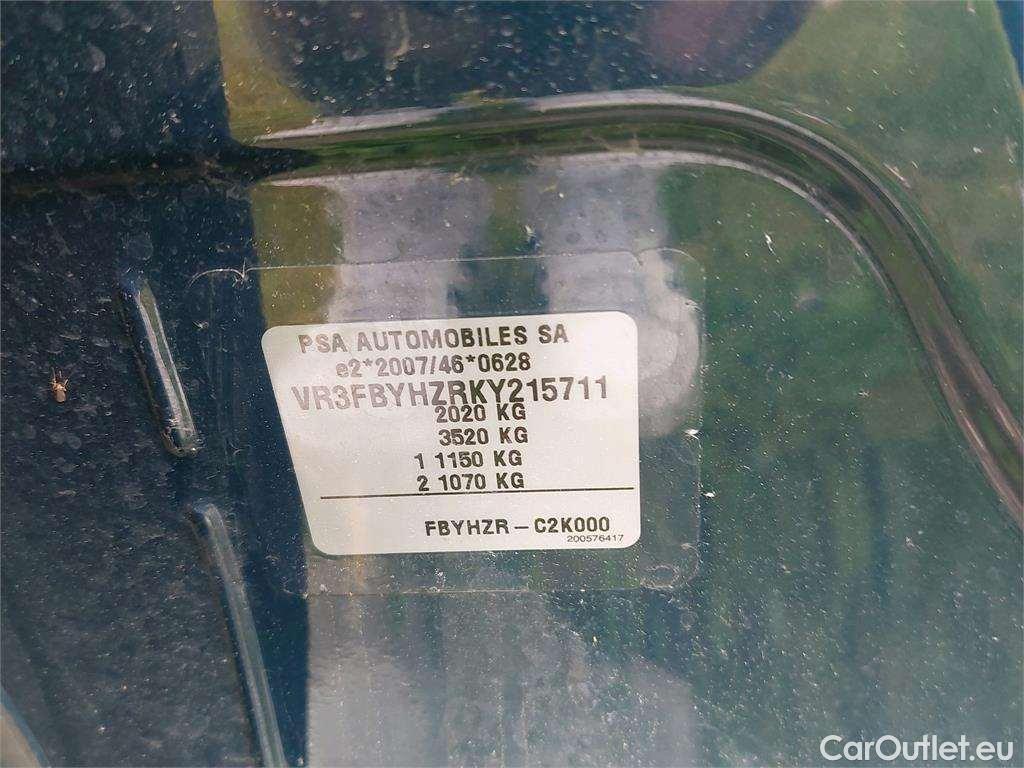 PSA AUTOMOBILES SA
e2*2007/46*0628
VR3FBYHZRKY215711
2020 KG
3520 KG
1 1150 KG
2 1070 KG
FBYHZR – C2K000
200576417
CarOutlet.eu